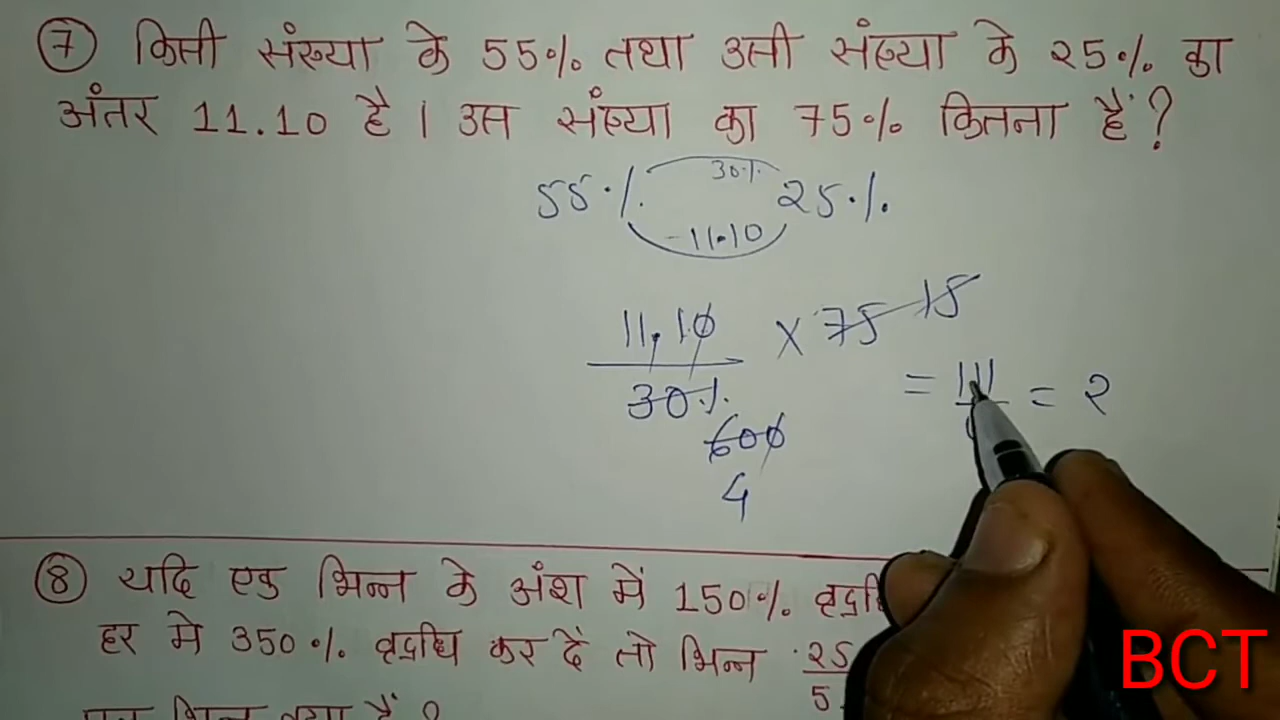 7 किसी संख्या के 55% तथा उसी संख्या के 25% का
अंतर 11.10 है । उस संख्या का 75% कितना है ?
30%
55% 25%
-11.10
11.10 × 75 15
30%
= 111 = 2
600
4
8 यदि एक भिन्न के अंश में 150% वृद्धि
हर मे 350% वृद्धि कर दें तो भिन्न 25
5
BCT